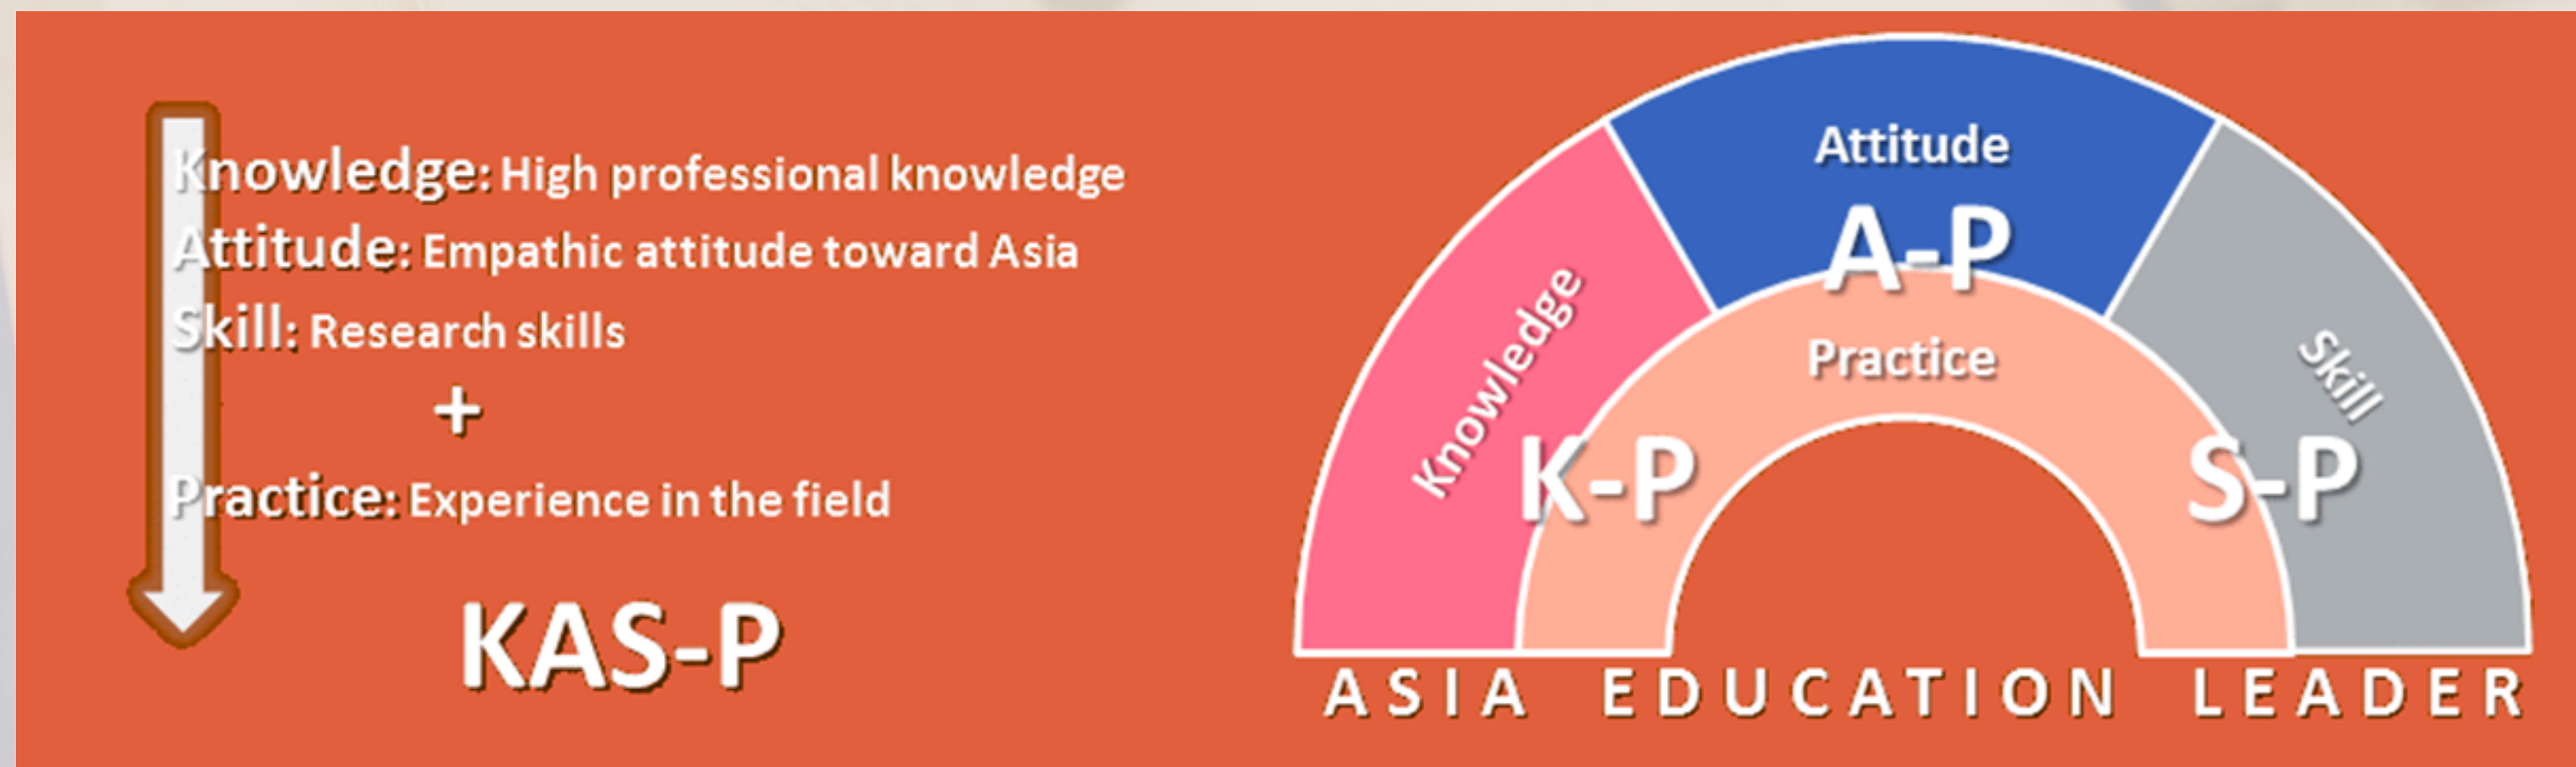 Knowledge: High professional knowledge
Attitude: Empathic attitude toward Asia
Skill: Research skills
+
Practice: Experience in the field
KAS-P
Attitude
A-P
Knowledge
Practice
Skill
K-P
S-P
ASIA EDUCATION LEADER